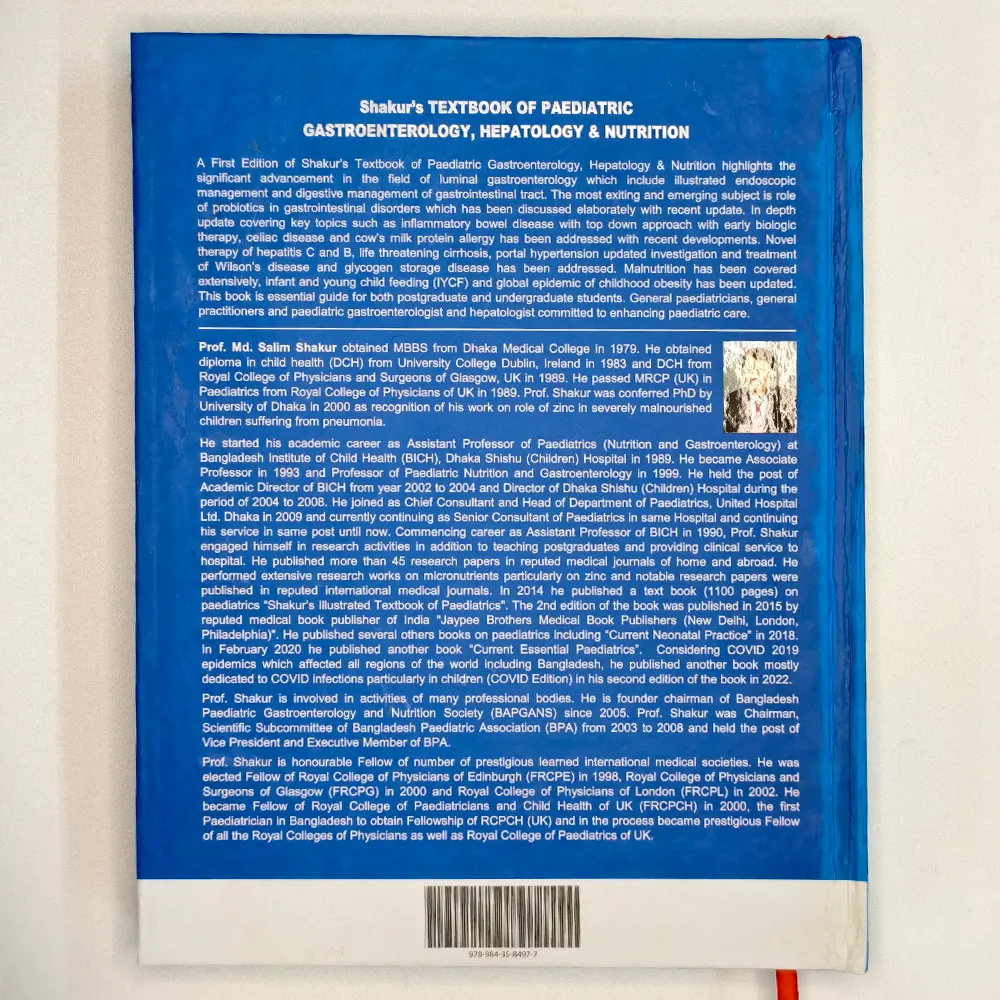 Shakur's TEXTBOOK OF PAEDIATRIC
GASTROENTEROLOGY, HEPATOLOGY & NUTRITION
A First Edition of Shakur's Textbook of Paediatric Gastroenterology, Hepatology & Nutrition highlights the
significant advancement in the field of luminal gastroenterology which include illustrated endoscopic
management and digestive management of gastrointestinal tract. The most exiting and emerging subject is role
of probiotics in gastrointestinal disorders which has been discussed elaborately with recent update. In depth
update covering key topics such as inflammatory bowel disease with top down approach with early biologic
therapy, celiac disease and cow's milk protein allergy has been addressed with recent developments. Novel
therapy of hepatitis C and B, life threatening cirrhosis, portal hypertension updated investigation and treatment
of Wilson's disease and glycogen storage disease has been addressed. Malnutrition has been covered
extensively, infant and young child feeding (IYCF) and global epidemic of childhood obesity has been updated.
This book is essential guide for both postgraduate and undergraduate students. General paediatricians, general
practitioners and paediatric gastroenterologist and hepatologist committed to enhancing paediatric care.
Prof. Md. Salim Shakur obtained MBBS from Dhaka Medical College in 1979. He obtained
diploma in child health (DCH) from University College Dublin, Ireland in 1983 and DCH from
Royal College of Physicians and Surgeons of Glasgow, UK in 1989. He passed MRCP (UK) in
Paediatrics from Royal College of Physicians of UK in 1989. Prof. Shakur was conferred PhD by
University of Dhaka in 2000 as recognition of his work on role of zinc in severely malnourished
children suffering from pneumonia.
He started his academic career as Assistant Professor of Paediatrics (Nutrition and Gastroenterology) at
Bangladesh Institute of Child Health (BICH), Dhaka Shishu (Children) Hospital in 1989. He became Associate
Professor in 1993 and Professor of Paediatric Nutrition and Gastroenterology in 1999. He held the post of
Academic Director of BICH from year 2002 to 2004 and Director of Dhaka Shishu (Children) Hospital during the
period of 2004 to 2008. He joined as Chief Consultant and Head of Department of Paediatrics, United Hospital
Ltd. Dhaka in 2009 and currently continuing as Senior Consultant of Paediatrics in same Hospital and continuing
his service in same post until now. Commencing career as Assistant Professor of BICH in 1990, Prof. Shakur
engaged himself in research activities in addition to teaching postgraduates and providing clinical service to
hospital. He published more than 45 research papers in reputed medical journals of home and abroad. He
performed extensive research works on micronutrients particularly on zinc and notable research papers were
published in reputed international medical journals. In 2014 he published a text book (1100 pages) on
paediatrics "Shakur's Illustrated Textbook of Paediatrics". The 2nd edition of the book was published in 2015 by
reputed medical book publisher of India "Jaypee Brothers Medical Book Publishers (New Delhi, London,
Philadelphia)". He published several others books on paediatrics including "Current Neonatal Practice" in 2018.
In February 2020 he published another book "Current Essential Paediatrics". Considering COVID 2019
epidemics which affected all regions of the world including Bangladesh, he published another book mostly
dedicated to COVID infections particularly in children (COVID Edition) in his second edition of the book in 2022.
Prof. Shakur is involved in activities of many professional bodies. He is founder chairman of Bangladesh
Paediatric Gastroenterology and Nutrition Society (BAPGANS) since 2005. Prof. Shakur was Chairman,
Scientific Subcommittee of Bangladesh Paediatric Association (BPA) from 2003 to 2008 and held the post of
Vice President and Executive Member of BPA.
Prof. Shakur is honourable Fellow of number of prestigious learned international medical societies. He was
elected Fellow of Royal College of Physicians of Edinburgh (FRCPE) in 1998, Royal College of Physicians and
Surgeons of Glasgow (FRCPG) in 2000 and Royal College of Physicians of London (FRCPL) in 2002. He
became Fellow of Royal College of Paediatricians and Child Health of UK (FRCPCH) in 2000, the first
Paediatrician in Bangladesh to obtain Fellowship of RCPCH (UK) and in the process became prestigious Fellow
of all the Royal Colleges of Physicians as well as Royal College of Paediatrics of UK.
978-984-35-8497-7